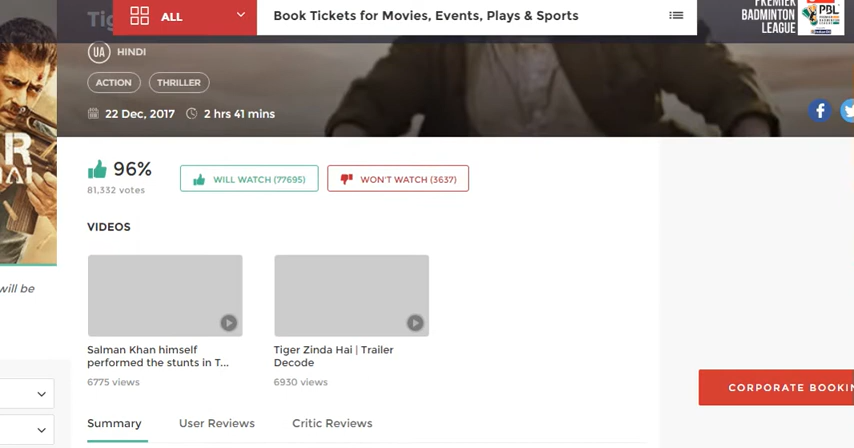 Tig
ALL
Book Tickets for Movies, Events, Plays & Sports
PREMIER
BADMINTON
LEAGUE
PBL
UA HINDI
ACTION THRILLER
22 Dec, 2017 2 hrs 41 mins
R
AI
96%
81,332 votes
WILL WATCH (77695)
WON'T WATCH (3637)
VIDEOS
will be
Salman Khan himself
performed the stunts in T...
6775 views
Tiger Zinda Hai | Trailer
Decode
6930 views
CORPORATE BOOKIN
Summary User Reviews Critic Reviews